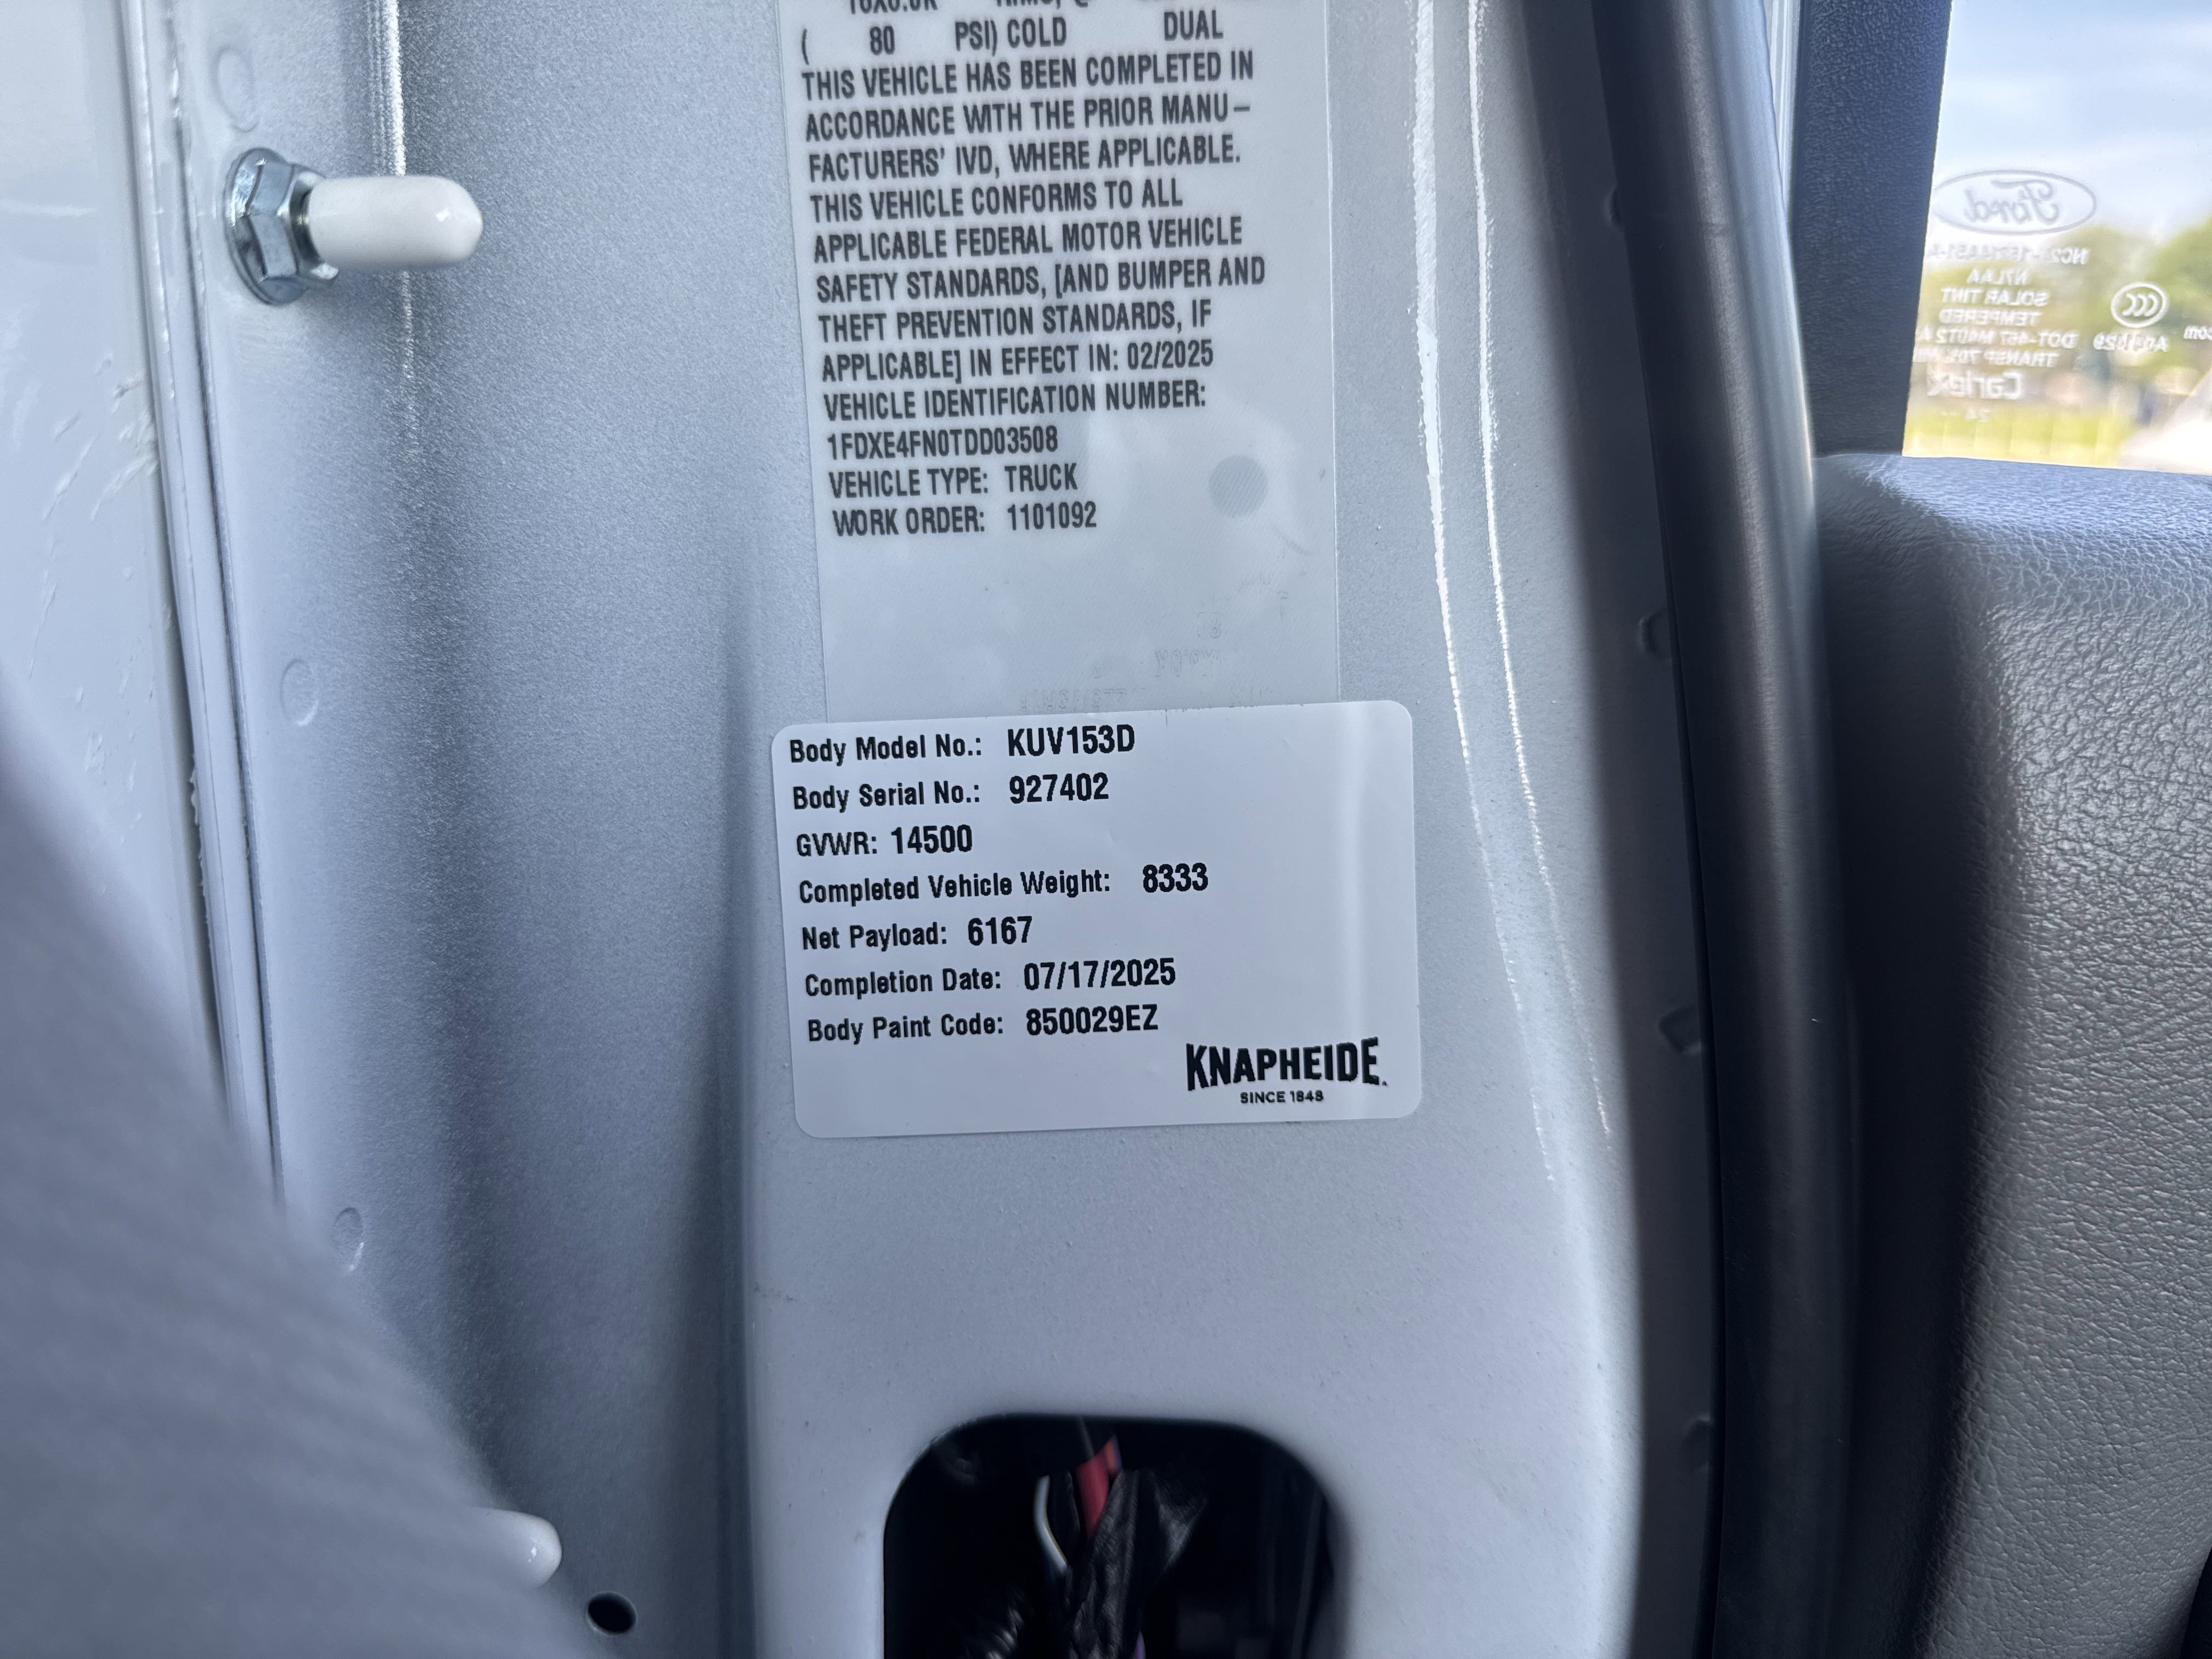 ( 80 PSI) COLD DUAL
THIS VEHICLE HAS BEEN COMPLETED IN
ACCORDANCE WITH THE PRIOR MANU-
FACTURERS' IVD, WHERE APPLICABLE.
THIS VEHICLE CONFORMS TO ALL
APPLICABLE FEDERAL MOTOR VEHICLE
SAFETY STANDARDS, [AND BUMPER AND
THEFT PREVENTION STANDARDS, IF
APPLICABLE] IN EFFECT IN: 02/2025
VEHICLE IDENTIFICATION NUMBER:
1FDXE4FN0TDD03508
VEHICLE TYPE: TRUCK
WORK ORDER: 1101092
Body Model No.: KUV153D
Body Serial No.: 927402
GVWR: 14500
Completed Vehicle Weight: 8333
Net Payload: 6167
Completion Date: 07/17/2025
Body Paint Code: 850029EZ
KNAPHEIDE
SINCE 1848
Ford
SOLAR TINT
TEMPERED
Carlex